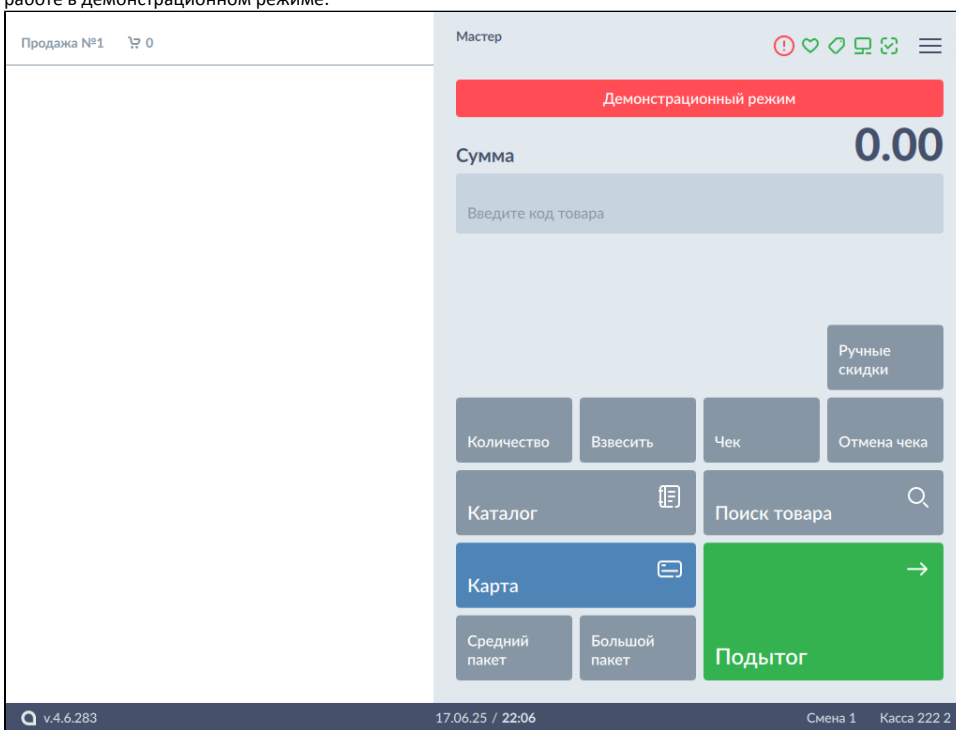 работе в демонстрационном режиме:
Продажа №1 0
Мастер
Демонстрационный режим
Сумма 0.00
Введите код товара
Ручные
скидки
Количество Взвесить Чек Отмена чека
Каталог Поиск товара
Карта
Средний
пакет
Большой
пакет
Подытог
v.4.6.283 17.06.25 / 22:06 Смена 1 Касса 222 2